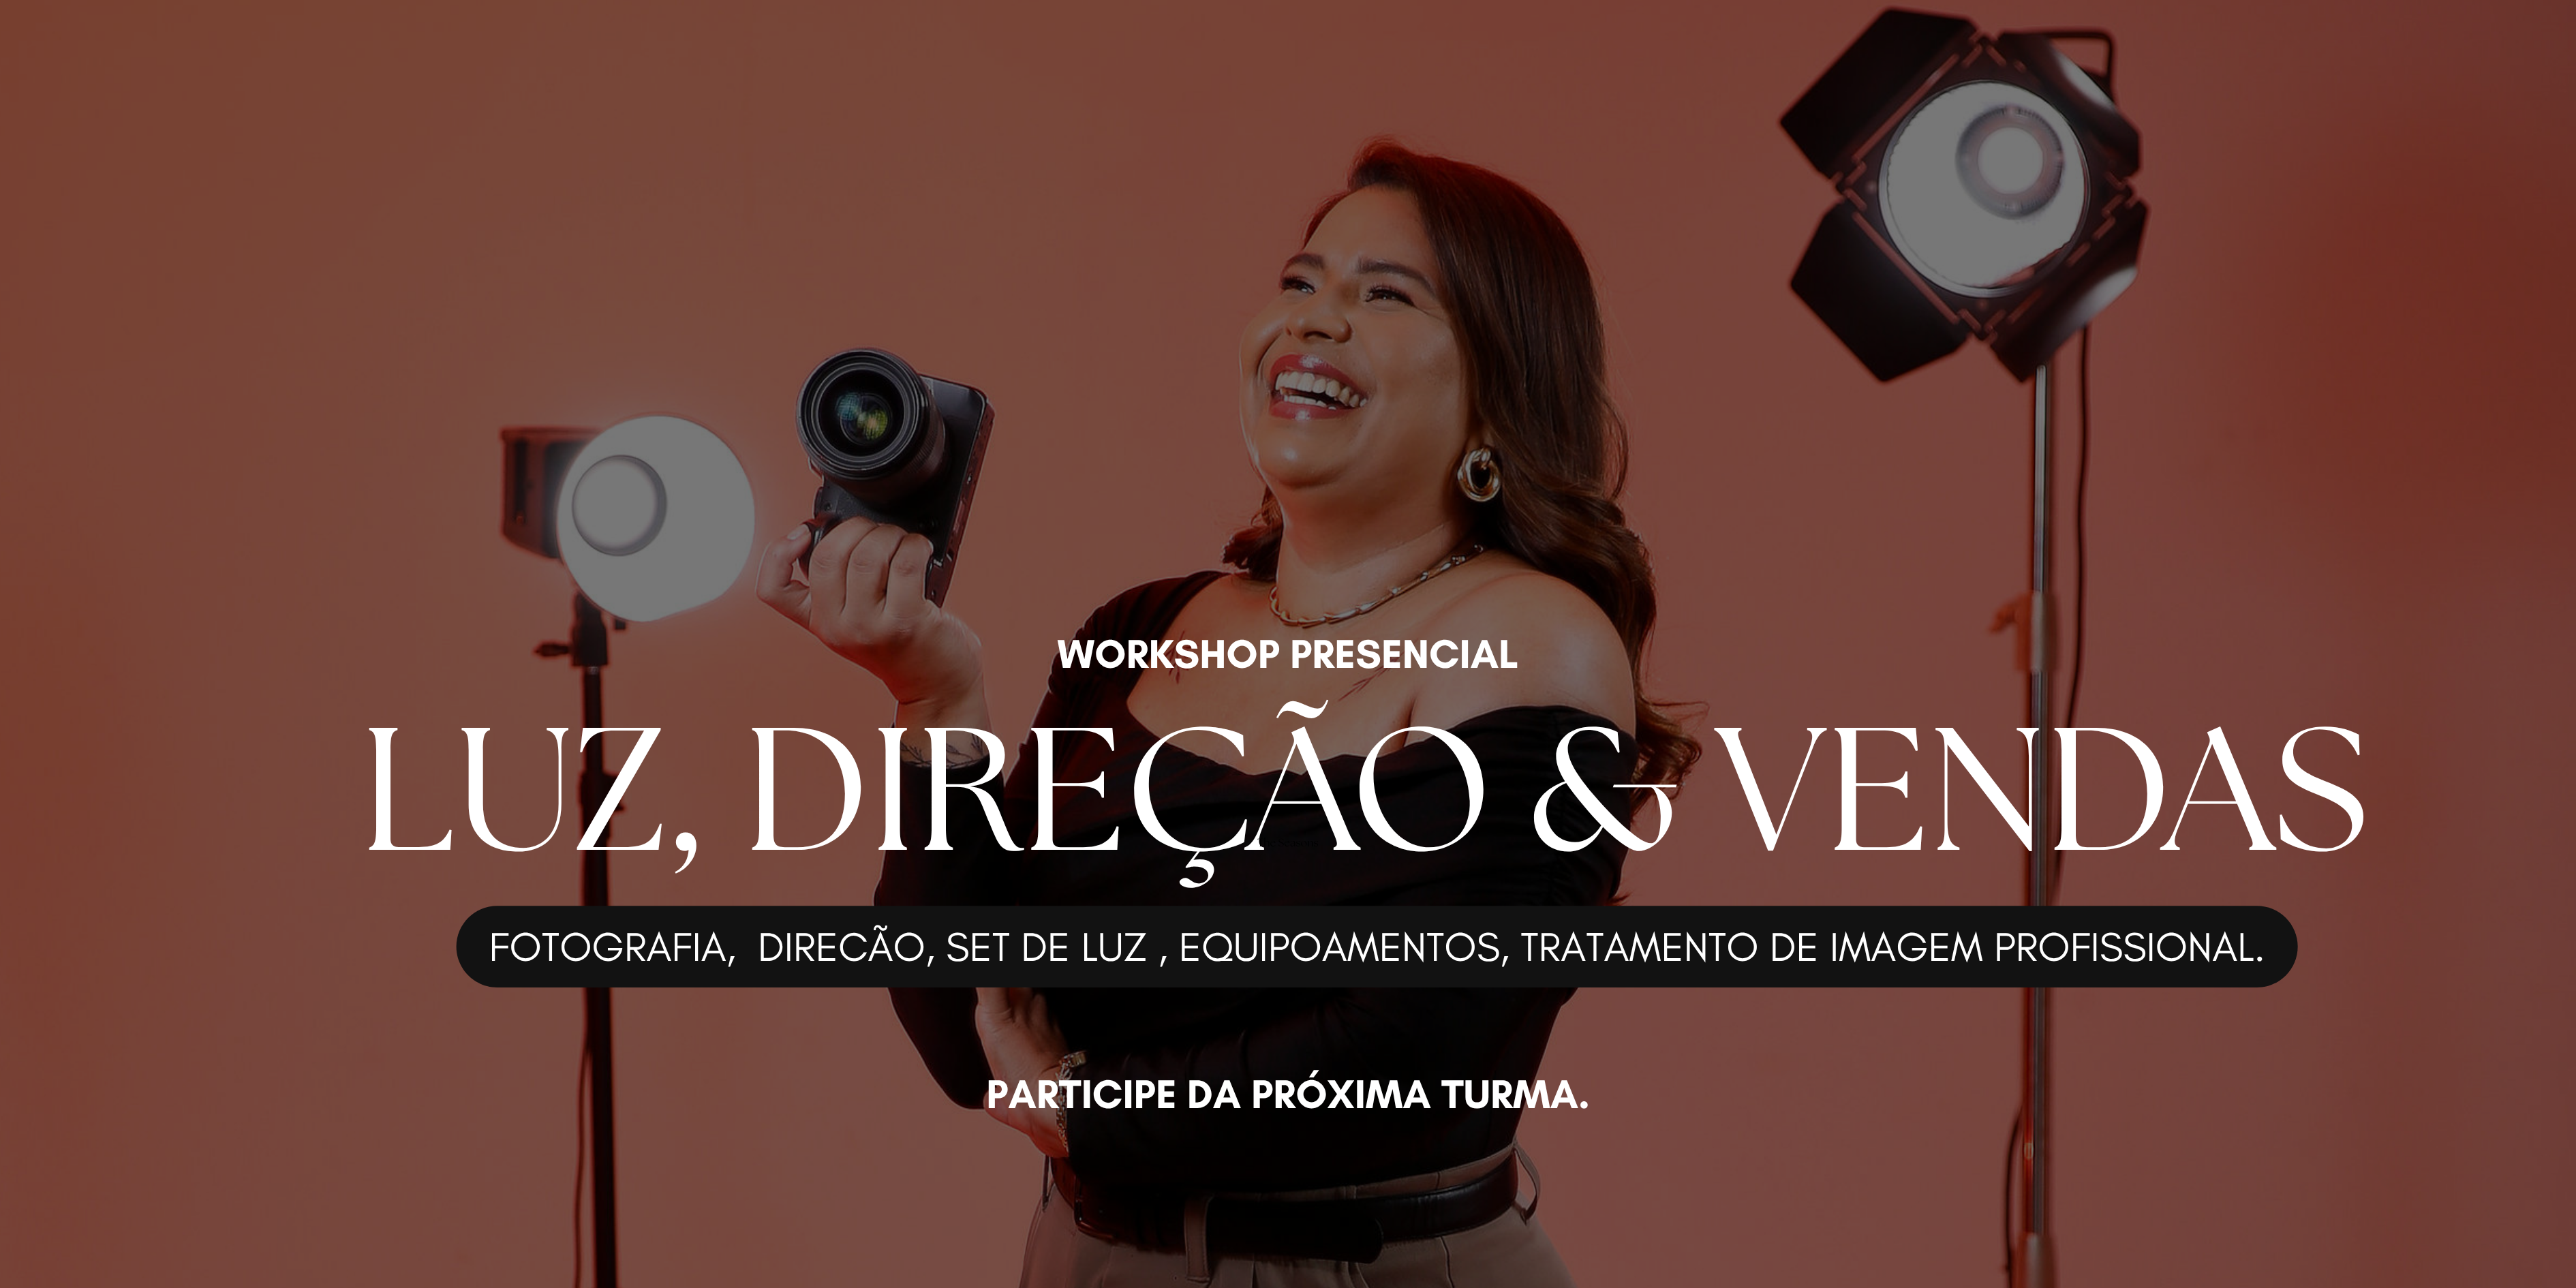 WORKSHOP PRESENCIAL
LUZ, DIREÇÃO & VENDAS
FOTOGRAFIA,  DIRECÃO, SET DE LUZ , EQUIPOAMENTOS, TRATAMENTO DE IMAGEM PROFISSIONAL.
PARTICIPE DA PRÓXIMA TURMA.